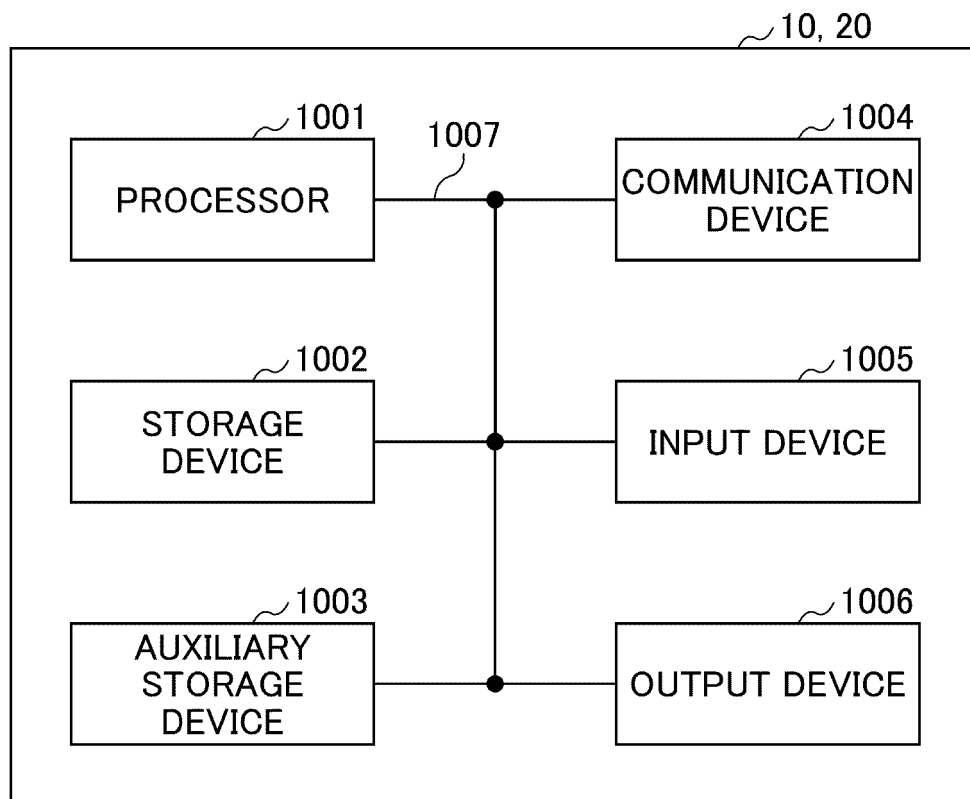 10, 20
1001
PROCESSOR
1007
1004
COMMUNICATION
DEVICE
1002
STORAGE
DEVICE
1005
INPUT DEVICE
1003
AUXILIARY
STORAGE
DEVICE
1006
OUTPUT DEVICE